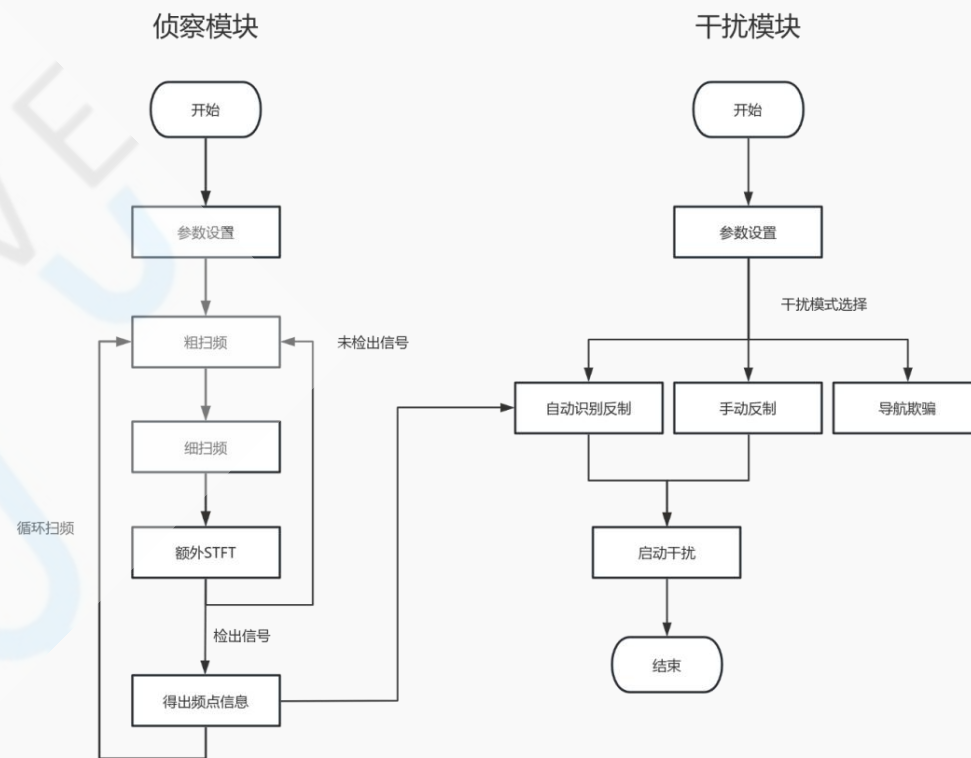 侦察模块
干扰模块
开始
开始
参数设置
参数设置
干扰模式选择
粗扫频
未检出信号
自动识别反制
手动反制
导航欺骗
细扫频
循环扫频
额外STFT
启动干扰
检出信号
结束
得出频点信息